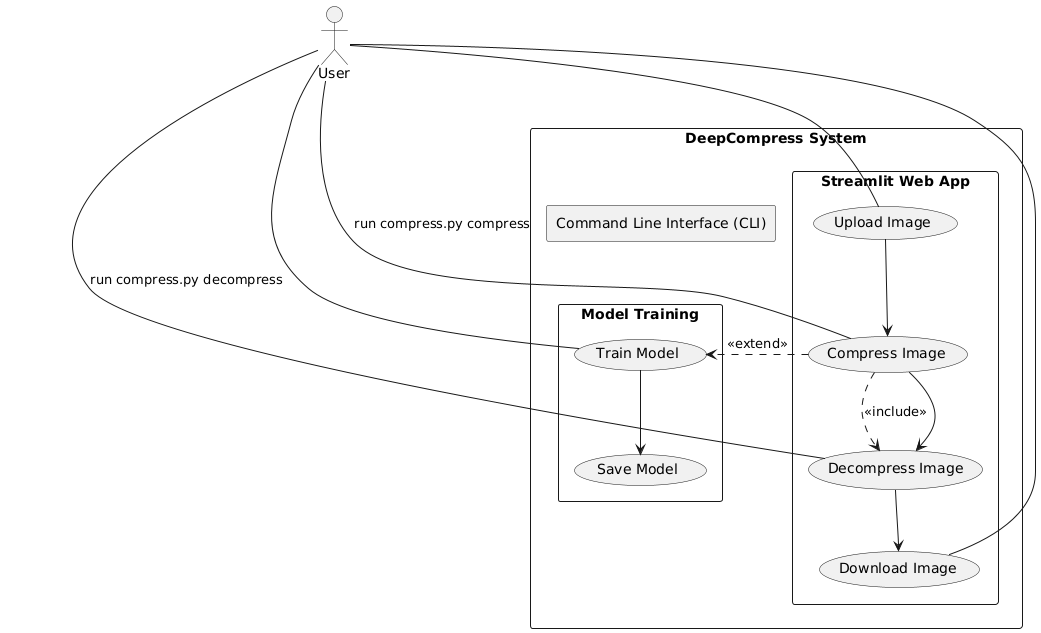 User
DeepCompress System
Streamlit Web App
Upload Image
run compress.py compress
Command Line Interface (CLI)
run compress.py decompress
Model Training
Train Model
«extend»
Compress Image
«include»
Save Model
Decompress Image
Download Image